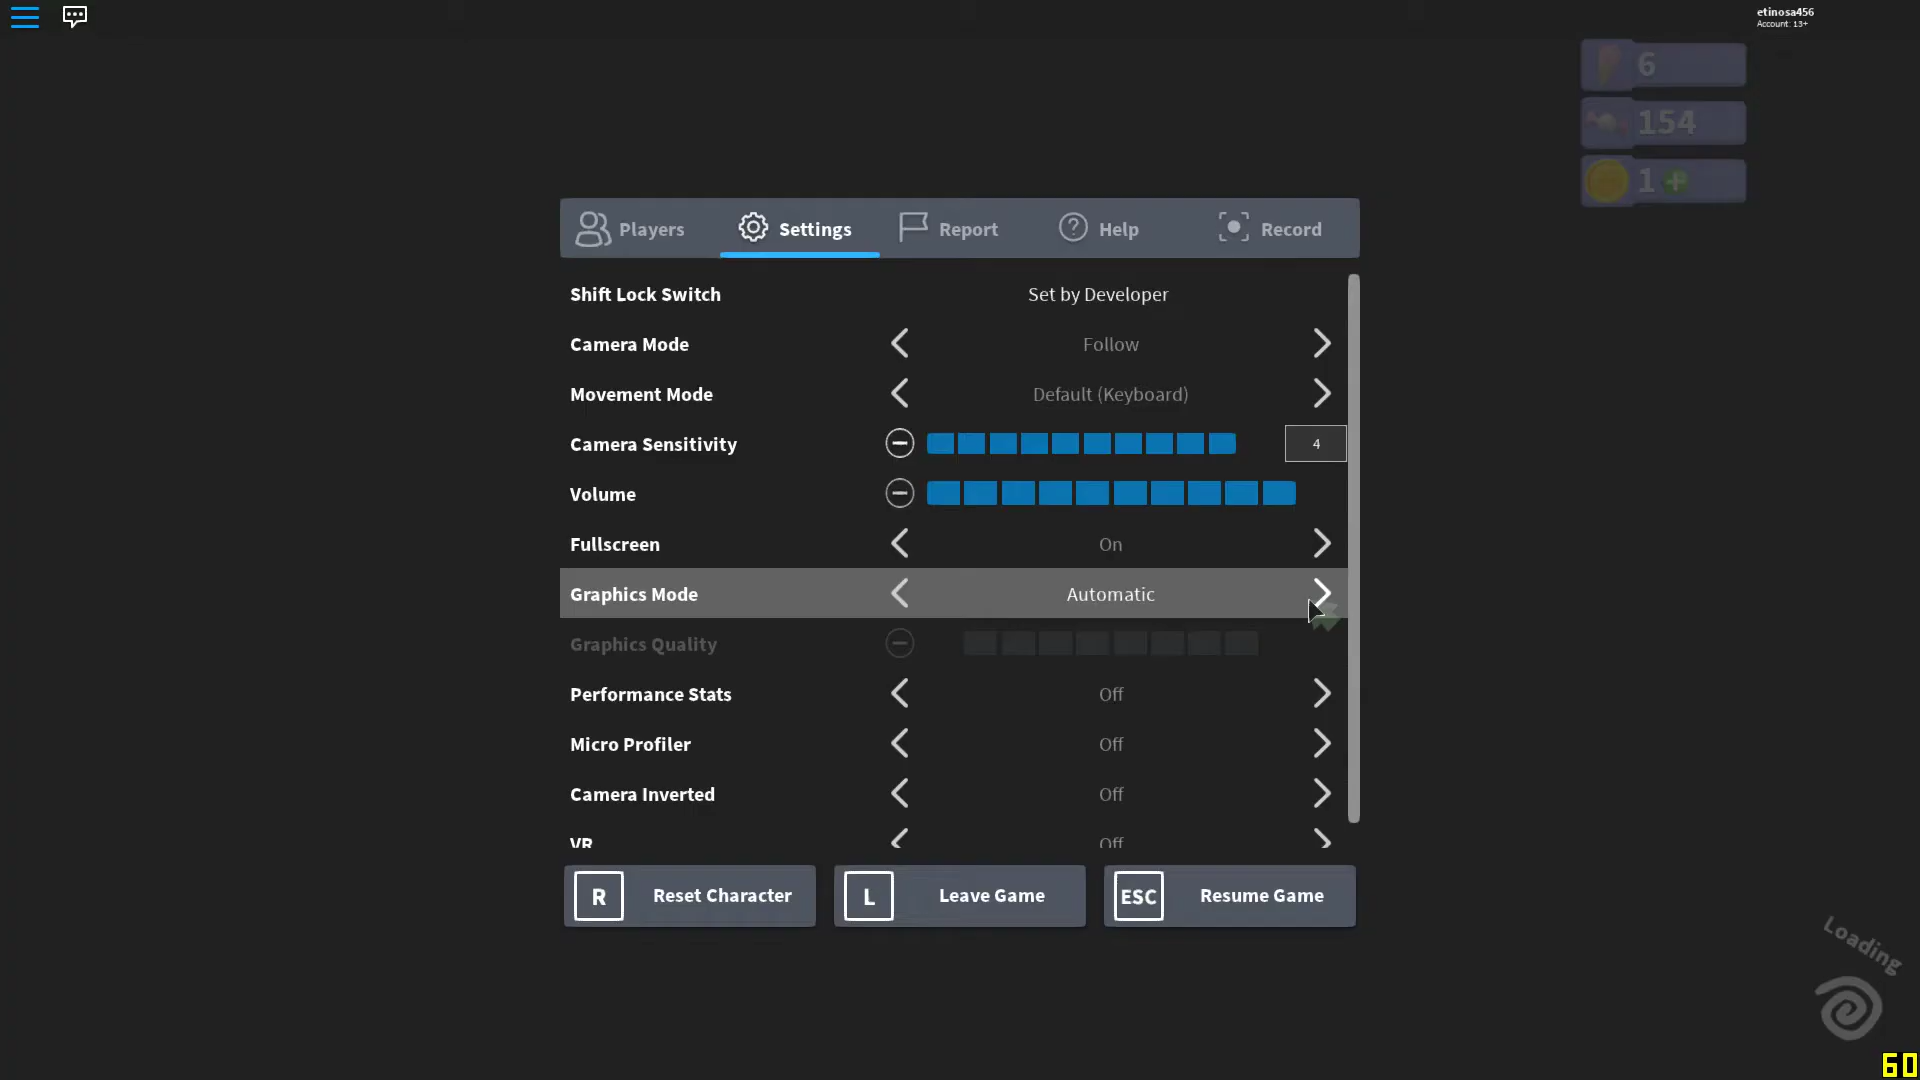 etinosa456
Account: 13+
6
154
1
Players
Settings
Report
Help
Record
Shift Lock Switch
Set by Developer
Camera Mode
Follow
Movement Mode
Default (Keyboard)
Camera Sensitivity
4
Volume
Fullscreen
On
Graphics Mode
Automatic
Graphics Quality
Performance Stats
Off
Micro Profiler
Off
Camera Inverted
Off
VR
Off
R Reset Character
L Leave Game
ESC Resume Game
Loading
60